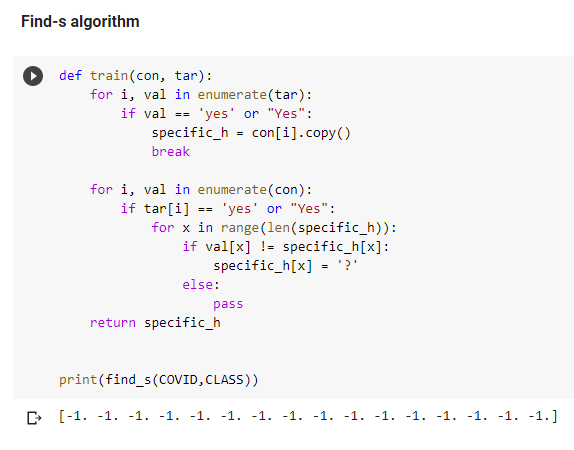 Find-s algorithm
def train(con, tar):
    for i, val in enumerate(tar):
        if val == 'yes' or "Yes":
            specific_h = con[i].copy()
            break
    for i, val in enumerate(con):
        if tar[i] == 'yes' or "Yes":
            for x in range(len(specific_h)):
                if val[x] != specific_h[x]:
                    specific_h[x] = '?'
                else:
                    pass
    return specific_h
print(find_s(COVID,CLASS))
[-1. -1. -1. -1. -1. -1. -1. -1. -1. -1. -1. -1. -1. -1. -1. -1.]